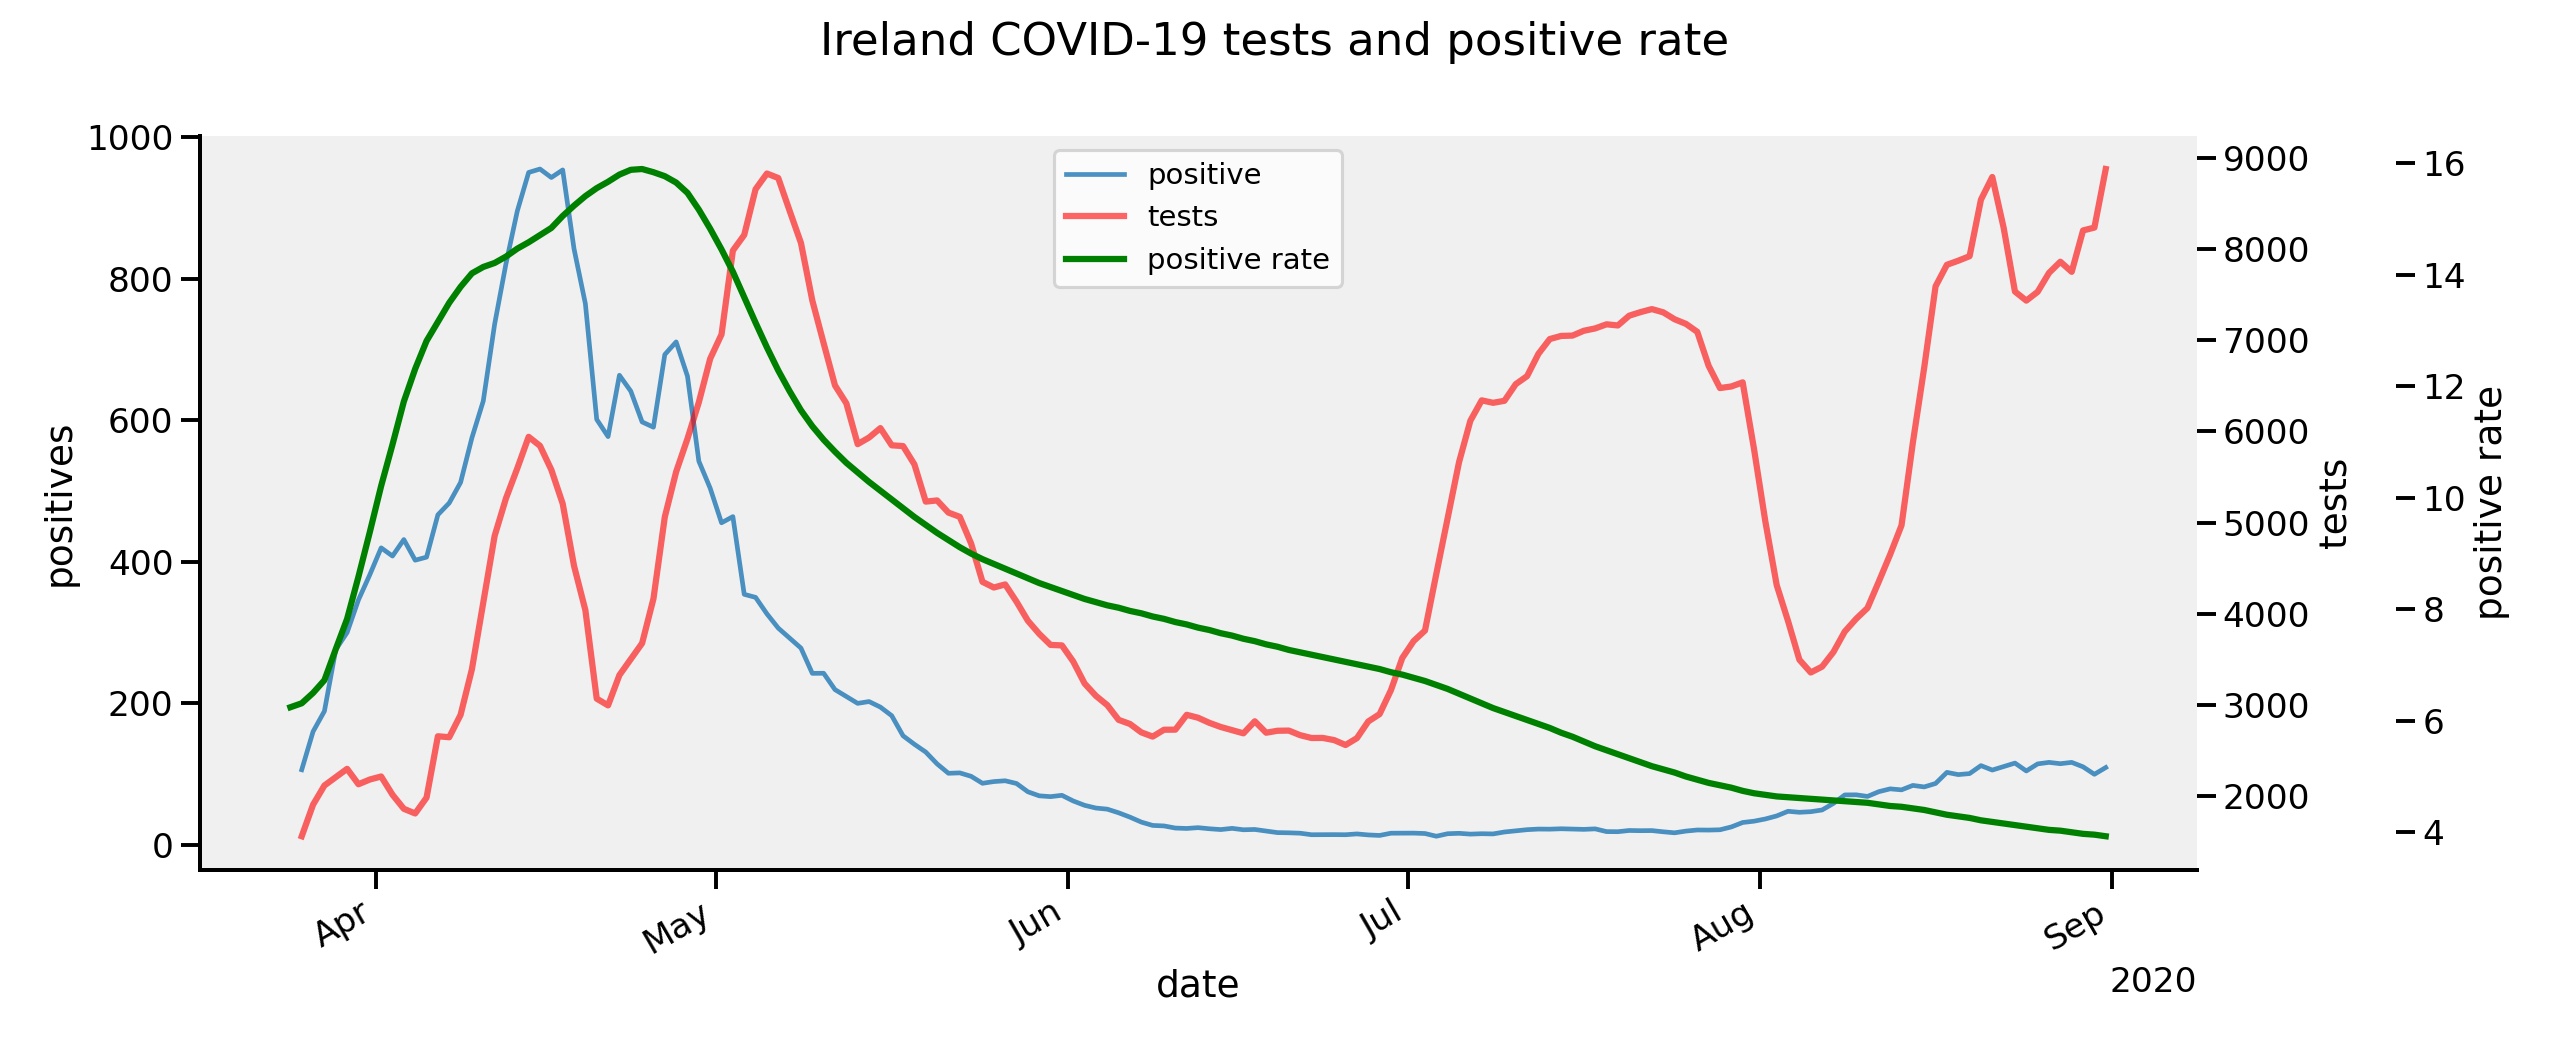 Ireland COVID-19 tests and positive rate
positive
tests
positive rate
1000
800
600
400
200
0
positives
9000
8000
7000
6000
5000
4000
3000
2000
tests
16
14
12
10
8
6
4
positive rate
Apr
May
Jun
Jul
Aug
Sep
date
2020